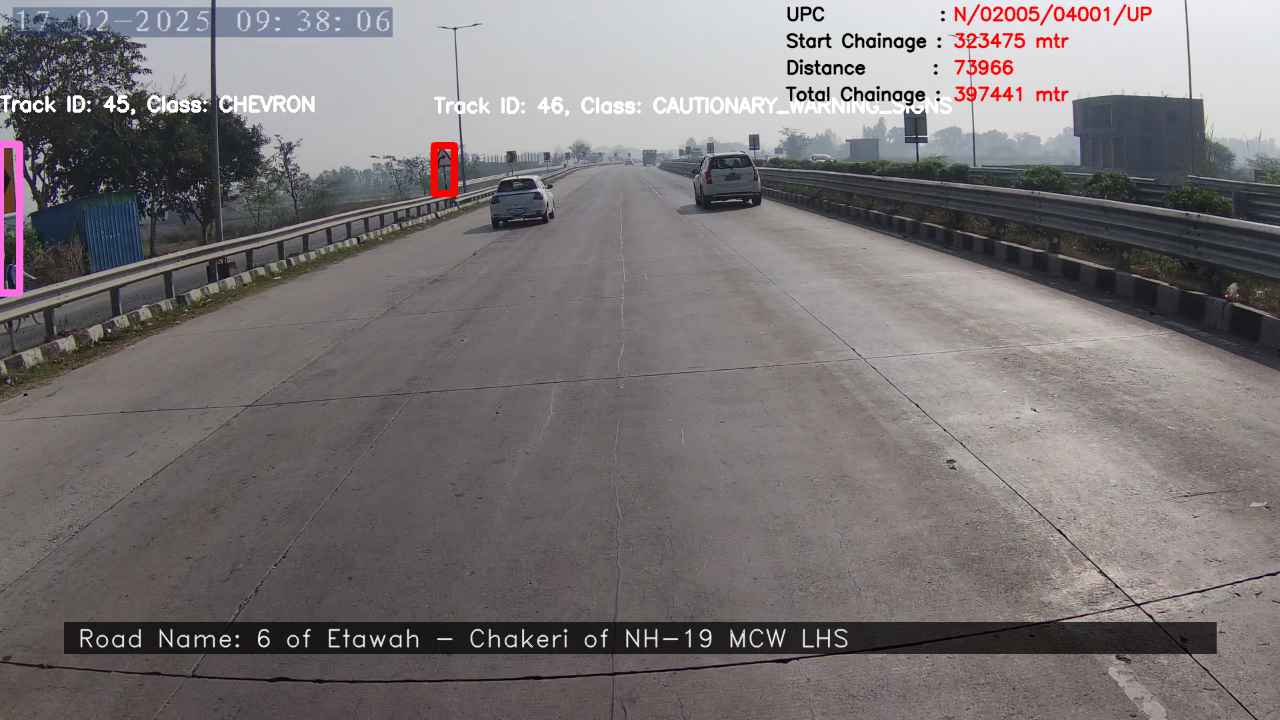 17-02-2025 09:38:06
UPC : N/02005/04001/UP
Start Chainage : 323475 mtr
Distance : 73966
Total Chainage : 397441 mtr
Track ID: 45, Class: CHEVRON
Track ID: 46, Class: CAUTIONARY_WARNING_SIGNS
Road Name: 6 of Etawah - Chakeri of NH-19 MCW LHS